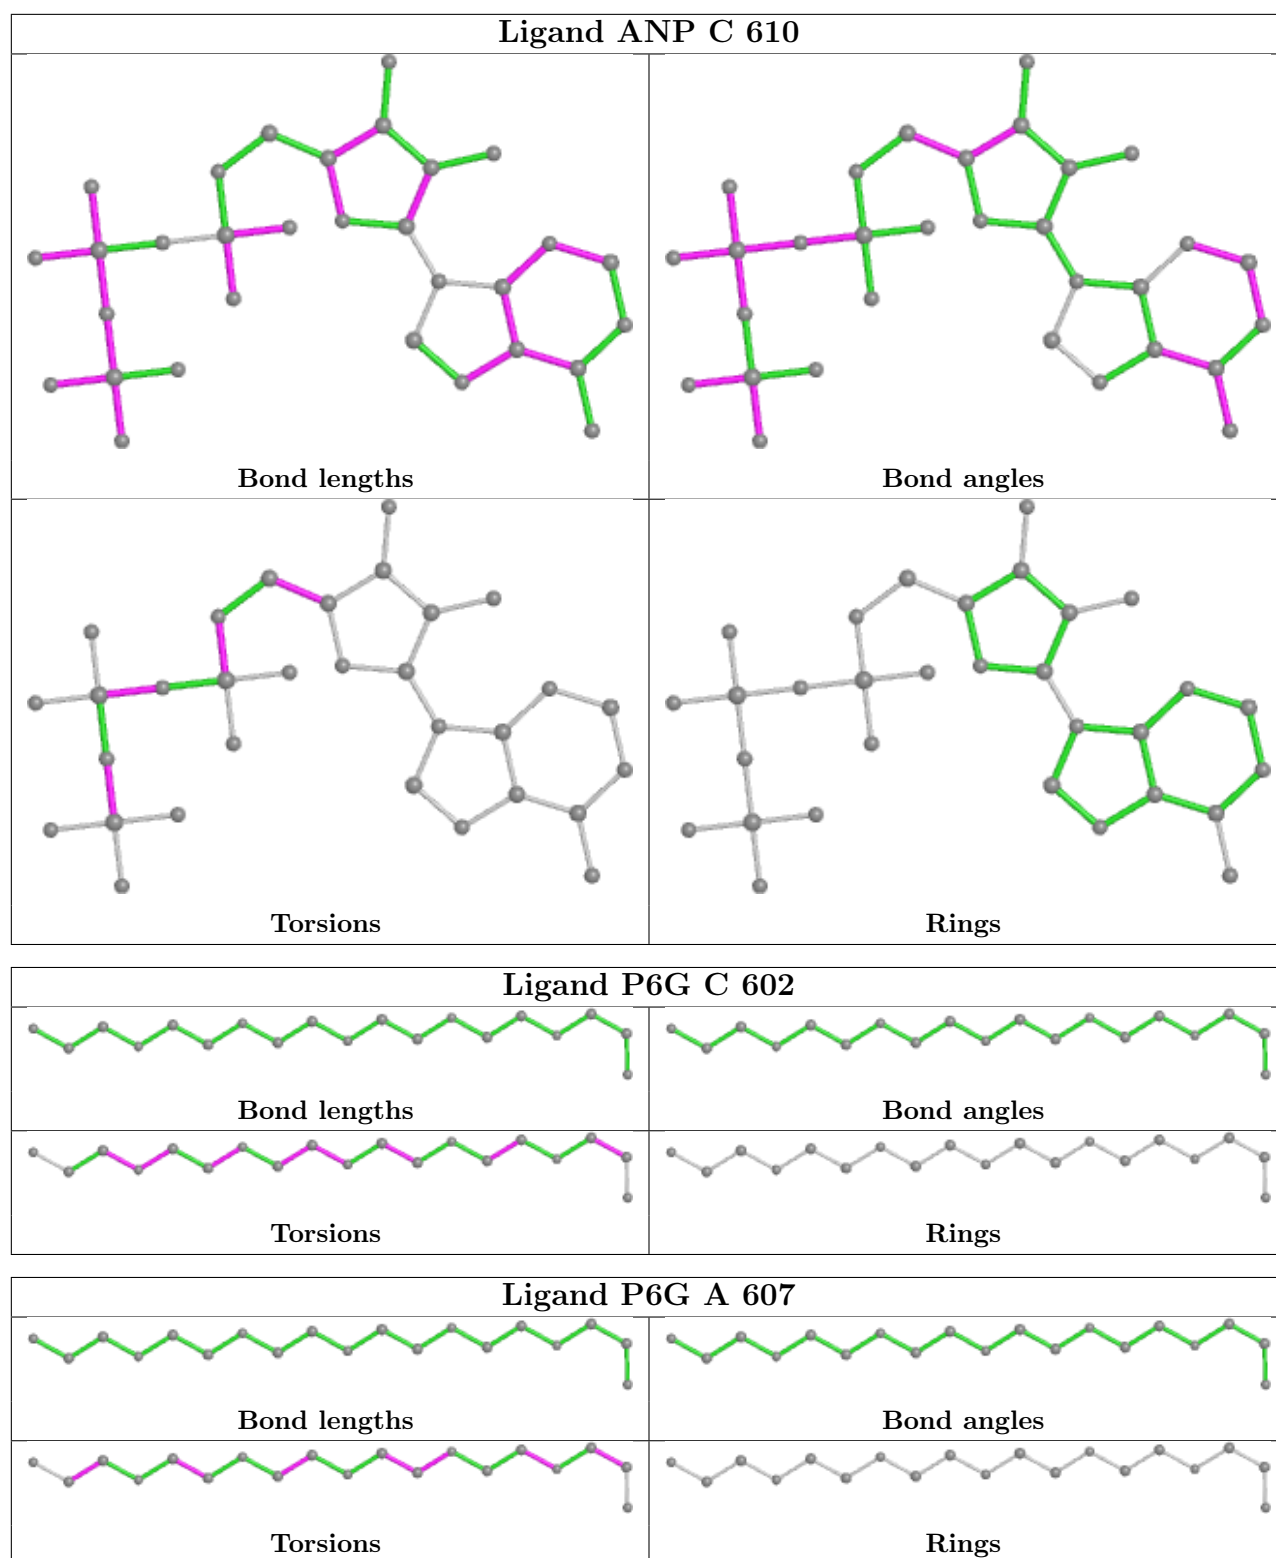 Ligand ANP C 610
Bond lengths
Bond angles
Torsions
Rings
Ligand P6G C 602
Bond lengths
Bond angles
Torsions
Rings
Ligand P6G A 607
Bond lengths
Bond angles
Torsions
Rings